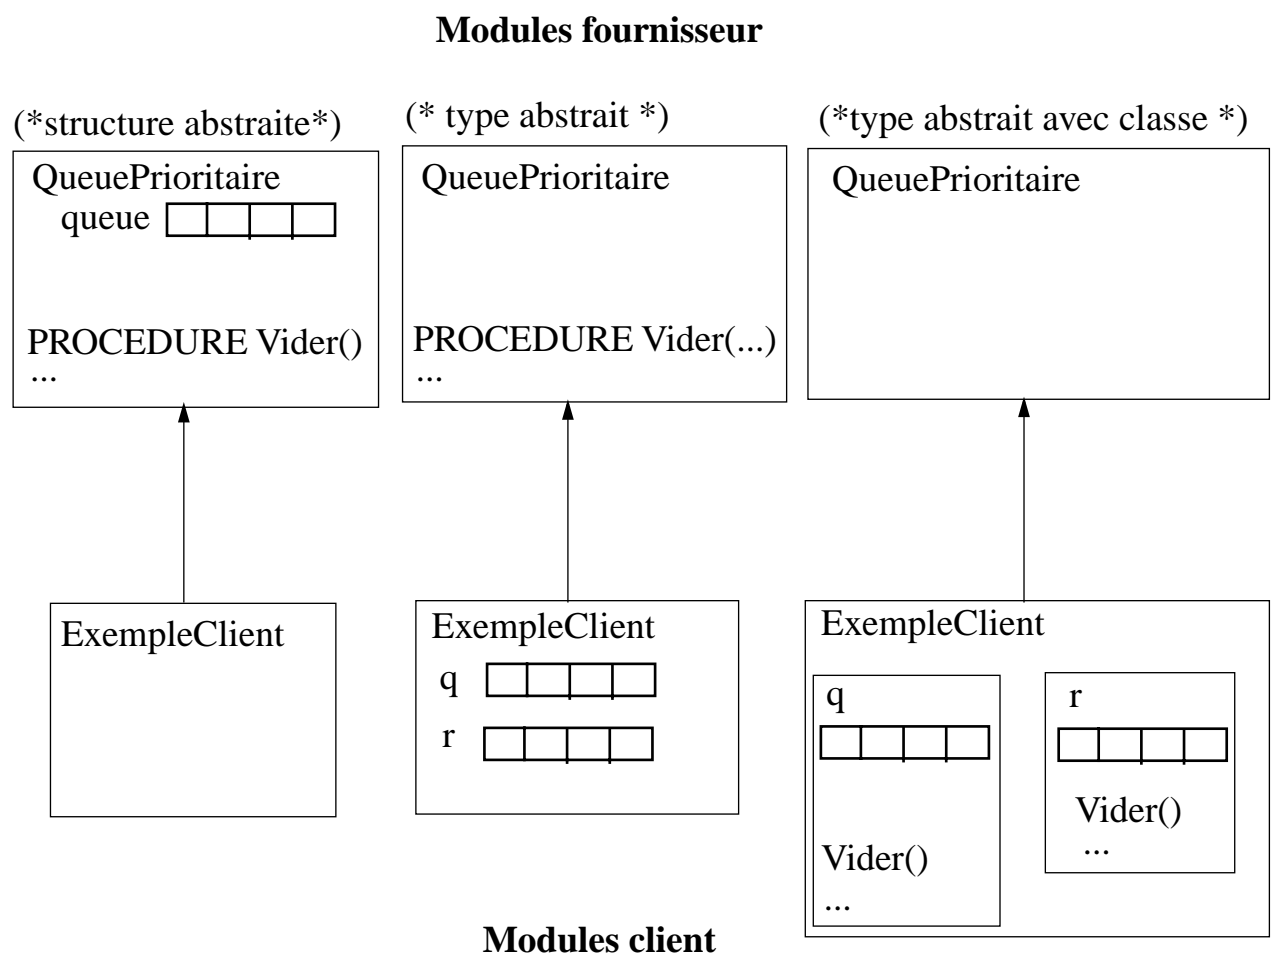 Modules fournisseur
(*structure abstraite*)
(* type abstrait *)
(*type abstrait avec classe *)
QueuePrioritaire
queue
PROCEDURE Vider()
...
QueuePrioritaire
PROCEDURE Vider(...)
...
QueuePrioritaire
ExempleClient
ExempleClient
q
r
ExempleClient
q
Vider()
...
r
Vider()
...
Modules client